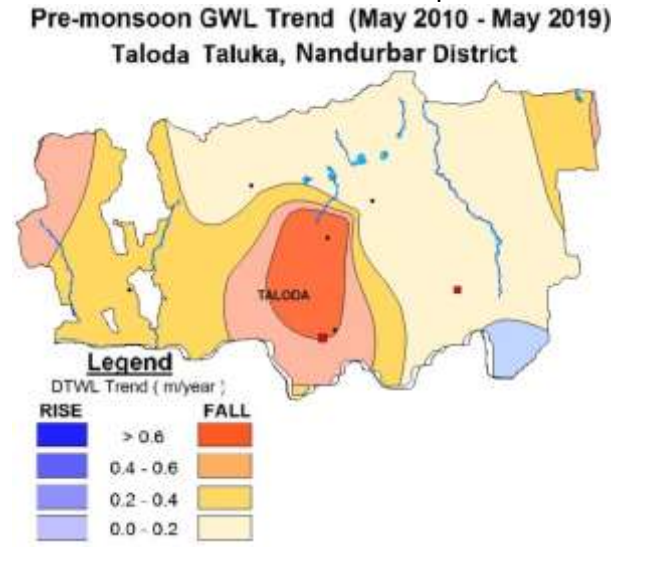 Pre-monsoon GWL Trend (May 2010 - May 2019)
Taloda Taluka, Nandurbar District
TALODA
Legend
DTWL Trend ( m/year )
RISE FALL
> 0.6
0.4 - 0.6
0.2 - 0.4
0.0 - 0.2